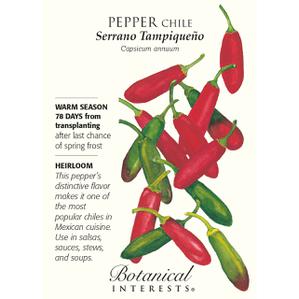 PEPPER CHILE
Serrano Tampiqueño
Capsicum annuum
WARM SEASON
78 DAYS from
transplanting
after last chance
of spring frost
HEIRLOOM
This pepper's
distinctive flavor
makes it one of
the most
popular chiles in
Mexican cuisine.
Use in salsas,
sauces, stews,
and soups.
Botanical
INTERESTS®